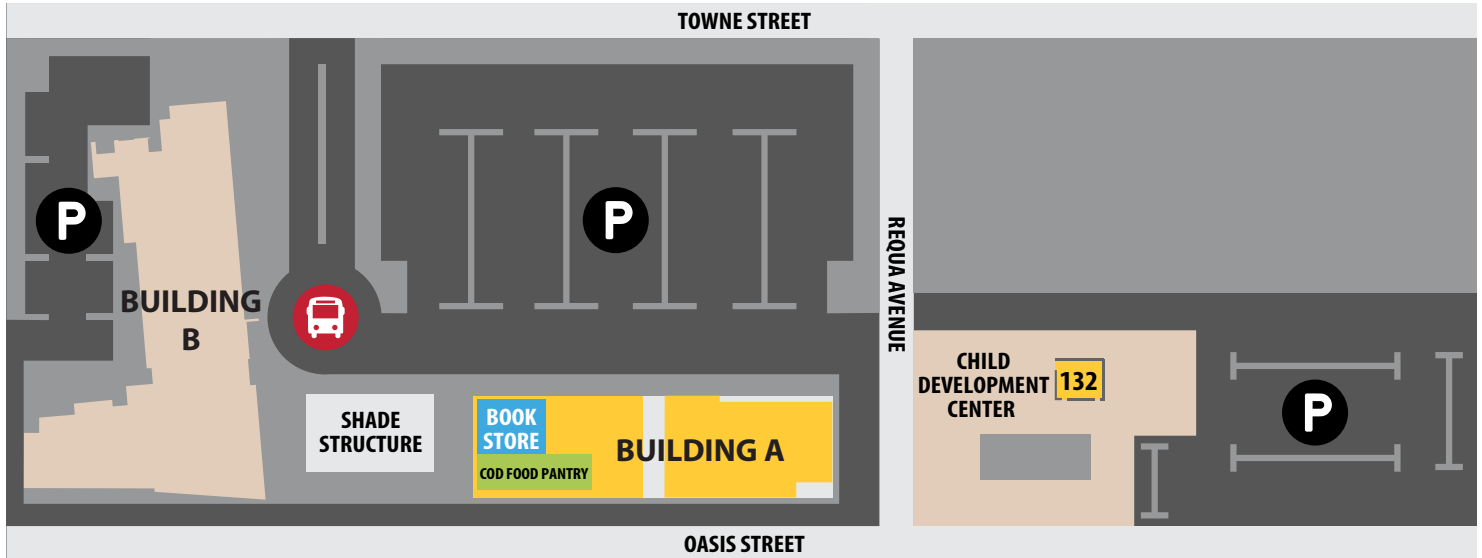 TOWNE STREET
P
P
REQUA AVENUE
BUILDING
B
CHILD
DEVELOPMENT
CENTER
132
P
SHADE
STRUCTURE
BOOK
STORE
COD FOOD PANTRY
BUILDING A
OASIS STREET